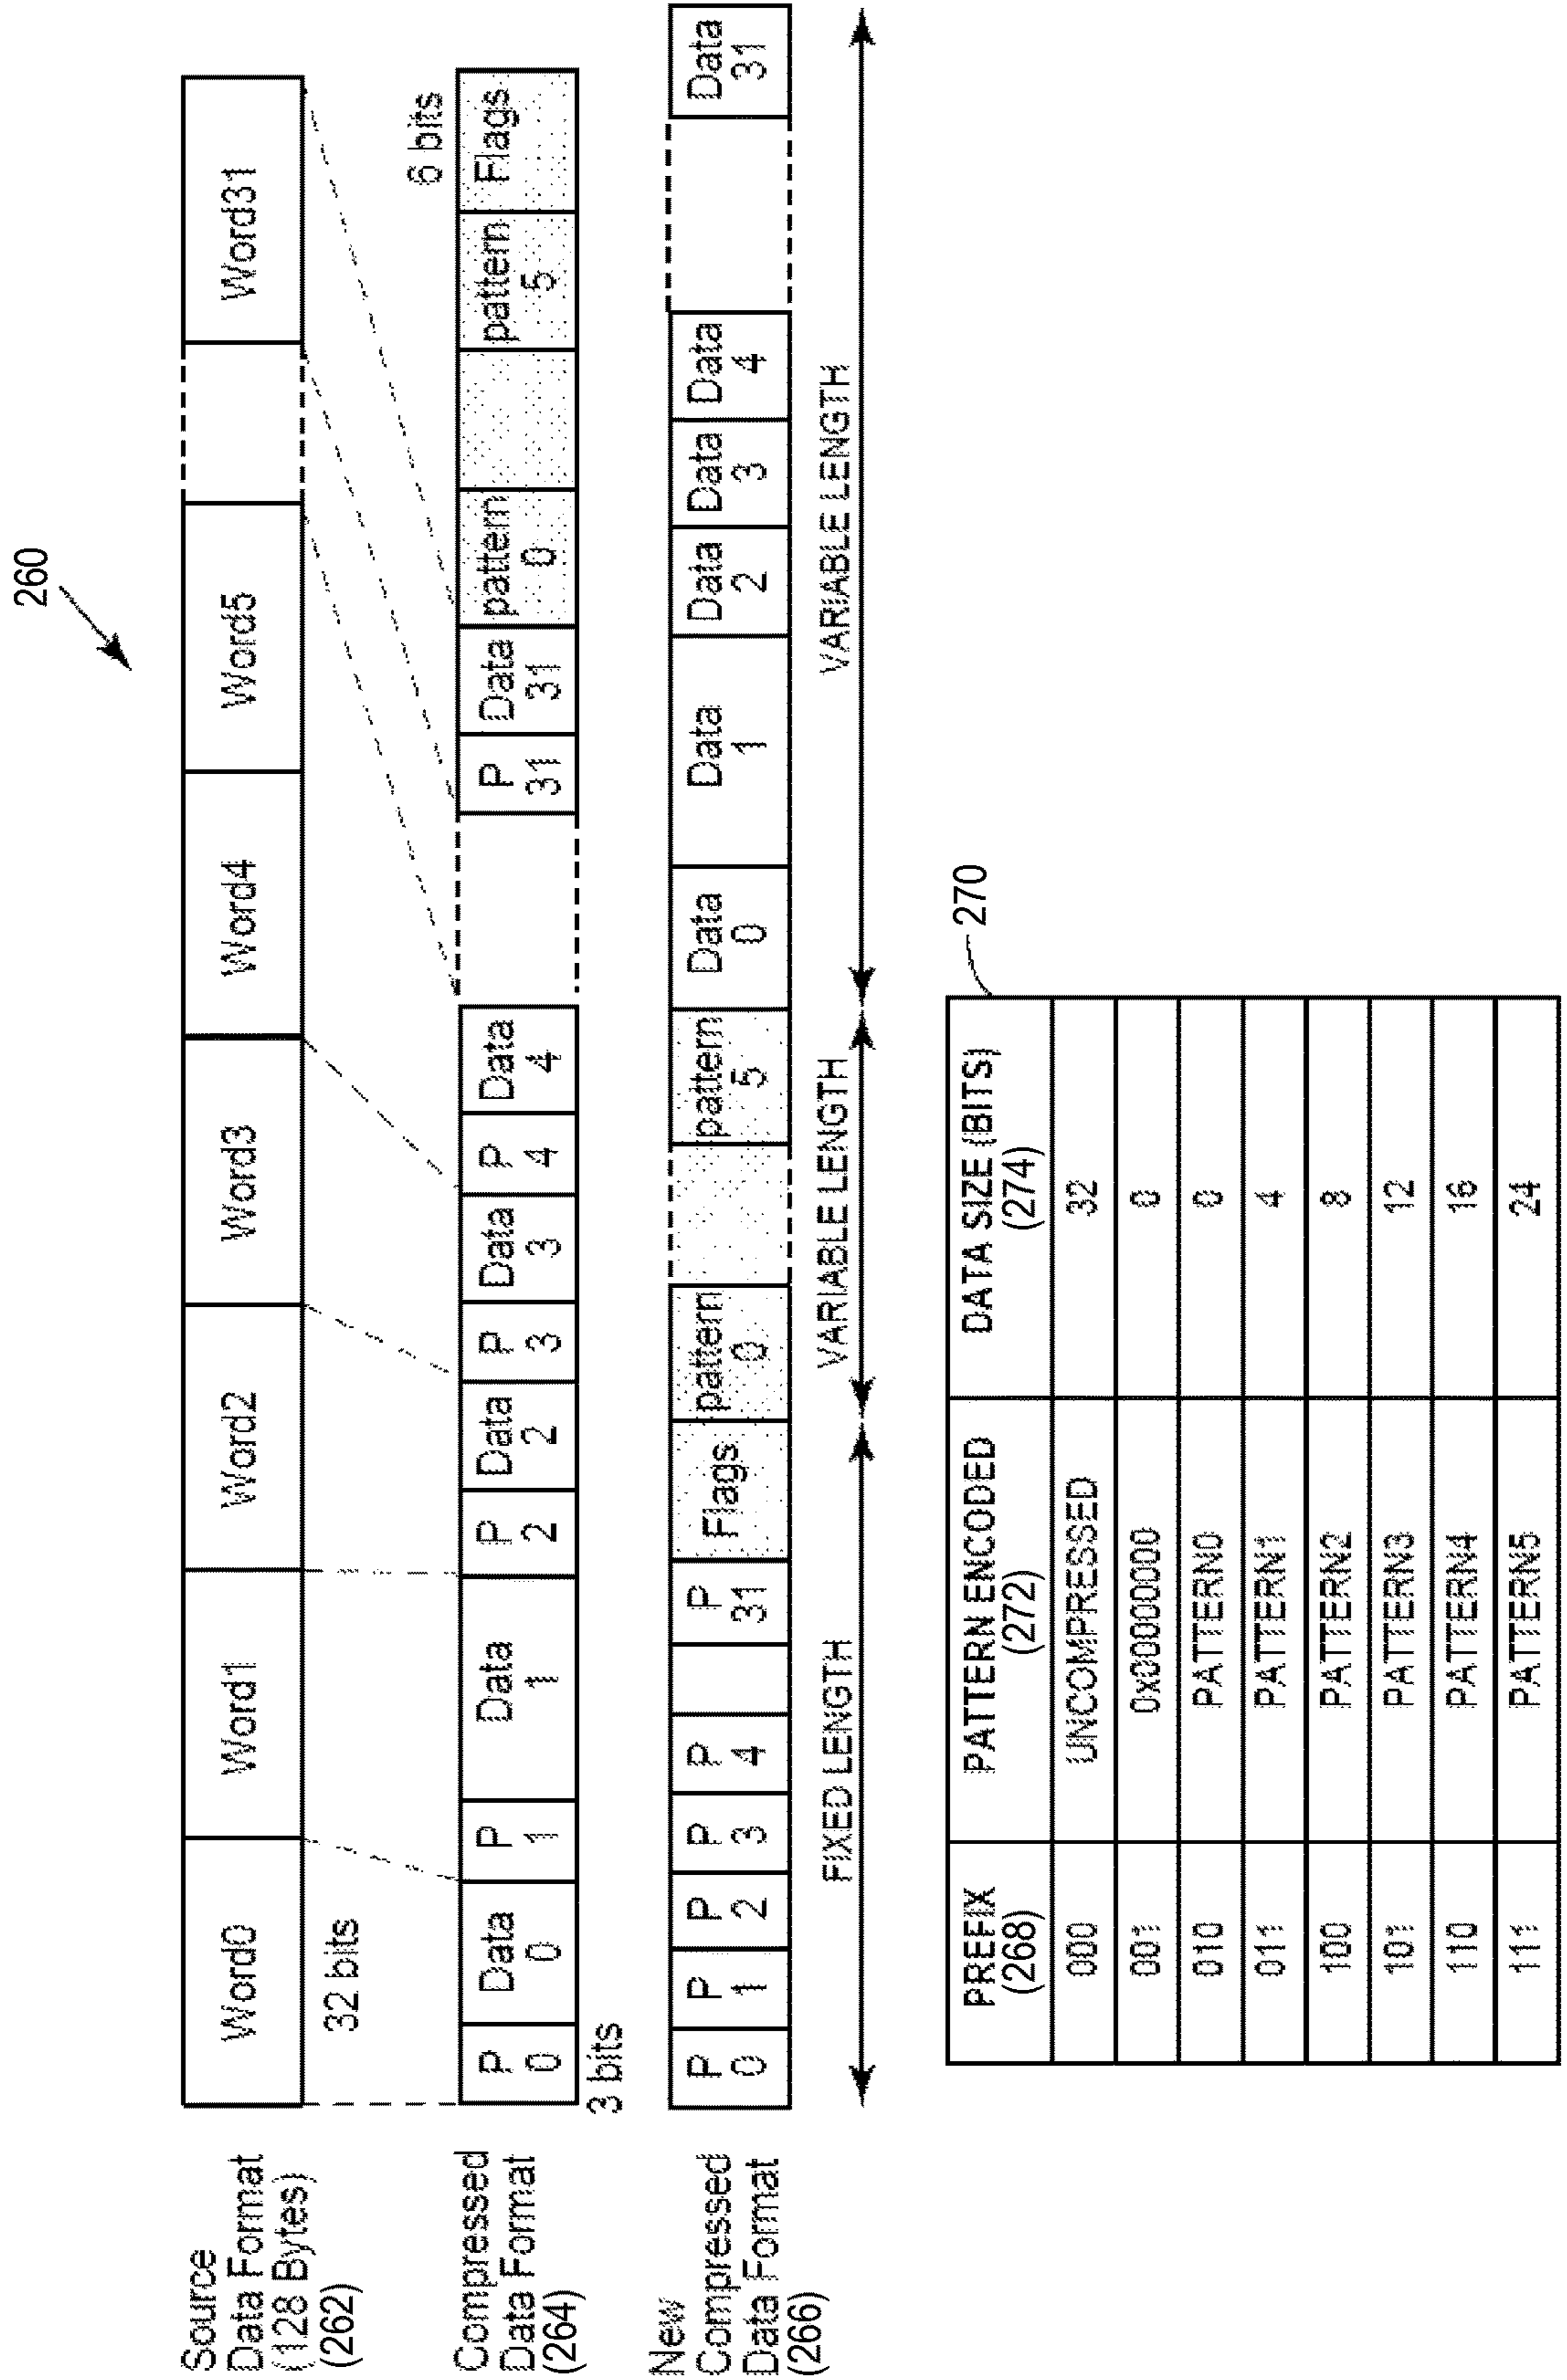 260
Source
Data Format
(128 Bytes)
(262)
Word0
Word1
Word2
Word3
Word4
Word5
Word31
32 bits
6 bits
Compressed
Data Format
(264)
P
0
Data
0
P
1
Data
1
P
2
Data
2
P
3
Data
3
P
4
Data
4
P
31
Data
31
pattern
0
pattern
5
Flags
3 bits
New
Compressed
Data Format
(266)
P
0
P
1
P
2
P
3
P
4
P
31
Flags
pattern
0
pattern
5
Data
0
Data
1
Data
2
Data
3
Data
4
Data
31
FIXED LENGTH
VARIABLE LENGTH
VARIABLE LENGTH
270
PREFIX
(268)
PATTERN ENCODED
(272)
DATA SIZE (BITS)
(274)
000 UNCOMPRESSED 32
001 0x00000000 0
010 PATTERN0 0
011 PATTERN1 4
100 PATTERN2 8
101 PATTERN3 12
110 PATTERN4 16
111 PATTERN5 24